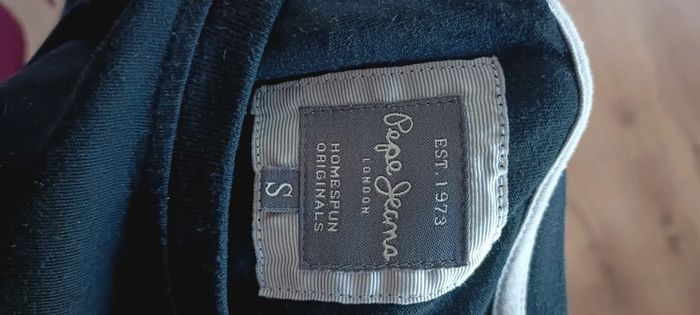 EST. 1973
Pepe Jeans
LONDON
HOMESPUN
ORIGINALS
S